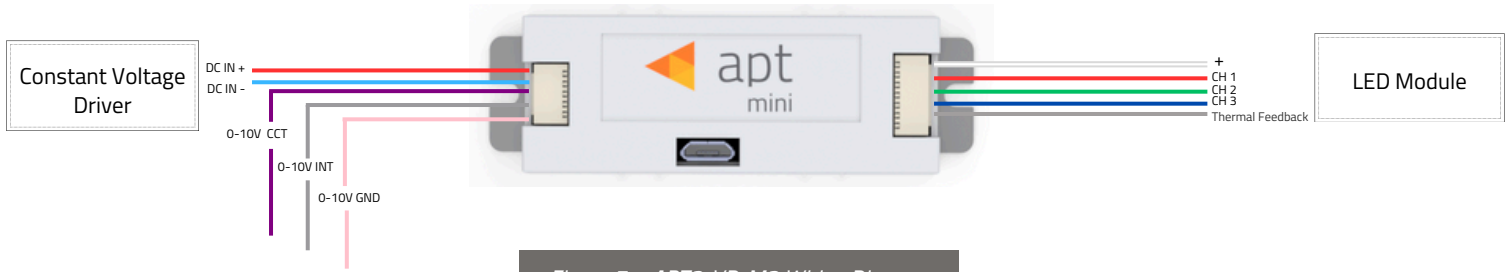 Constant Voltage
Driver
DC IN +
DC IN -
0-10V CCT
0-10V INT
0-10V GND
apt
mini
+
CH 1
CH 2
CH 3
Thermal Feedback
LED Module